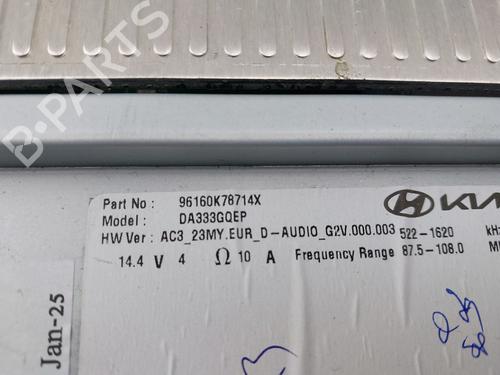 Part No : 96160K78714X
Model : DA333GQEP
HW Ver : AC3_23MY.EUR_D-AUDIO_G2V.000.003 522-1620
14.4 V 4 Ω 10 A Frequency Range 87.5-108.0
Jan-25